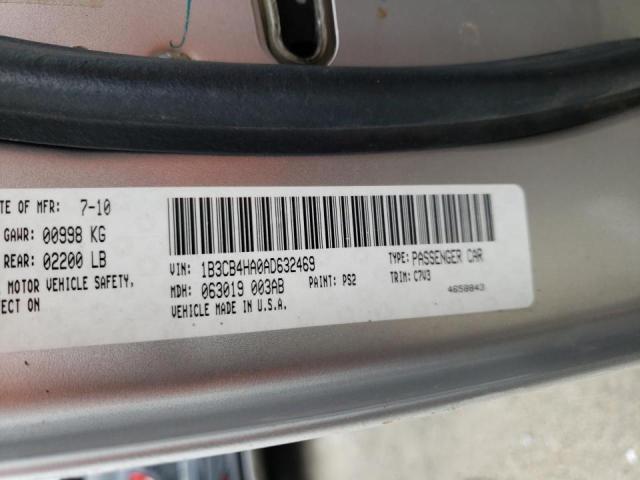 TE OF MFR: 7-10
GAWR: 00998 KG
REAR: 02200 LB
MOTOR VEHICLE SAFETY,
ECT ON
VIN: 1B3CB4HA0AD632469
TYPE: PASSENGER CAR
MDH: 063019 003AB
PAINT: PS2
TRIM: C7V3
VEHICLE MADE IN U.S.A.
4658843